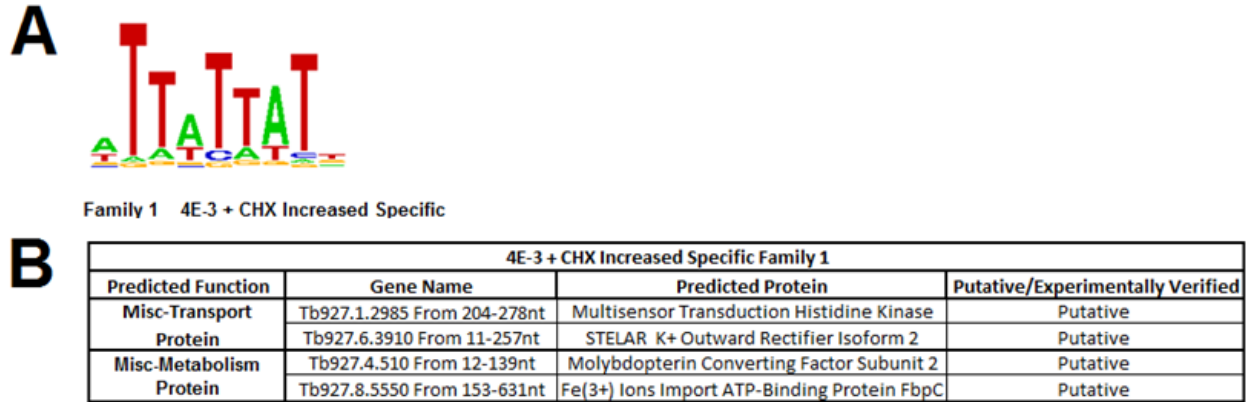 A
Family 1 4E-3 + CHX Increased Specific
B
4E-3 + CHX Increased Specific Family 1
Predicted Function Gene Name Predicted Protein Putative/Experimentally Verified
Misc-Transport Protein Tb927.1.2985 From 204-278nt Multisensor Transduction Histidine Kinase Putative
Tb927.6.3910 From 11-257nt STELAR K+ Outward Rectifier Isoform 2 Putative
Misc-Metabolism Protein Tb927.4.510 From 12-139nt Molybdopterin Converting Factor Subunit 2 Putative
Tb927.8.5550 From 153-631nt Fe(3+) Ions Import ATP-Binding Protein FbpC Putative